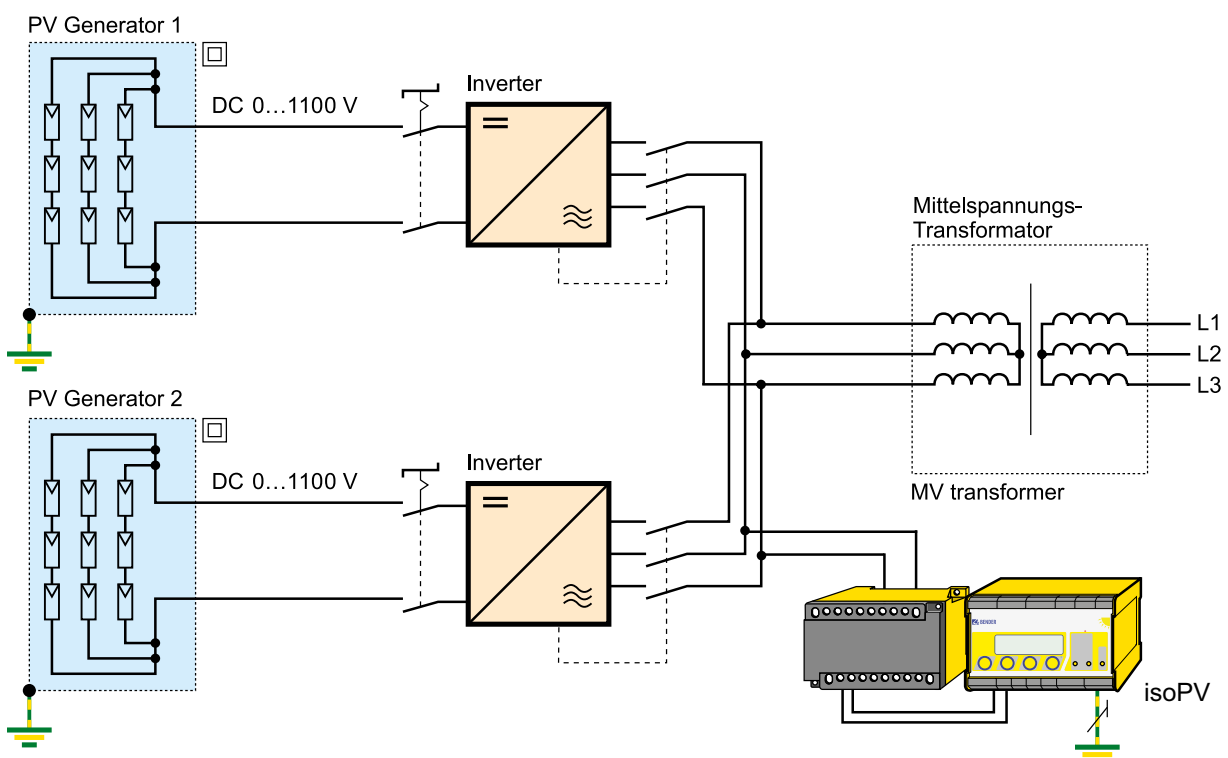 PV Generator 1
DC 0...1100 V
Inverter
Mittelspannungs-
Transformator
L1
L2
L3
MV transformer
PV Generator 2
DC 0...1100 V
Inverter
BENDER
isoPV